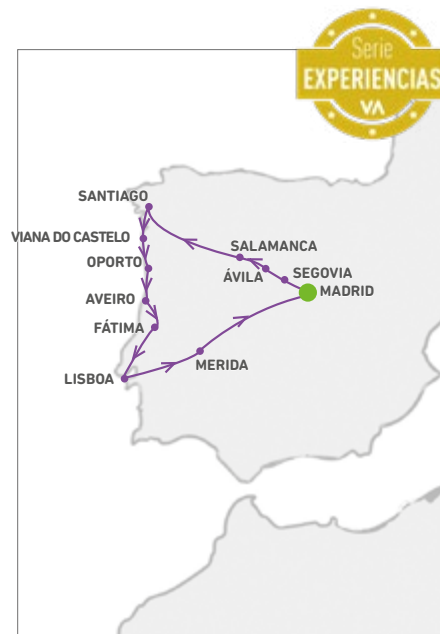 Serie
EXPERIENCIAS
VA
SANTIAGO
VIANA DO CASTELO
SALAMANCA
OPORTO
SEGOVIA
ÁVILA
MADRID
AVEIRO
FÁTIMA
MERIDA
LISBOA